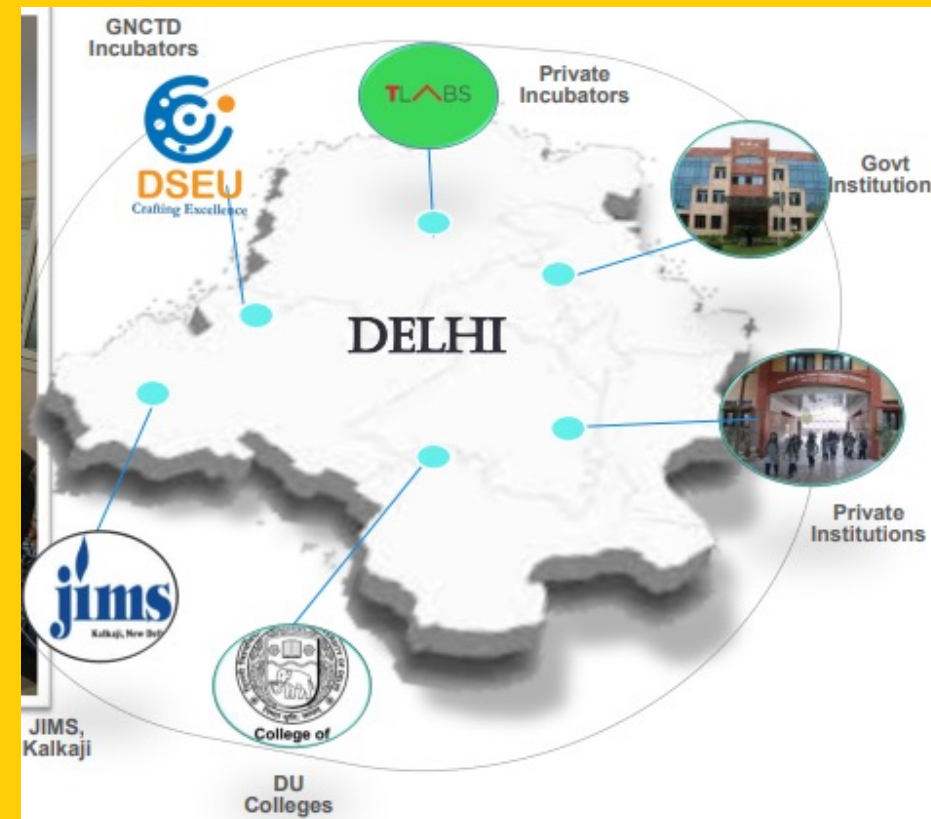 GNCTD
Incubators
DSEU
Crafting Excellence
TLABS
Private
Incubators
Govt
Institution
DELHI
Private
Institutions
jims
Kalkaji, New Delh
JIMS,
Kalkaji
College of
DU
Colleges